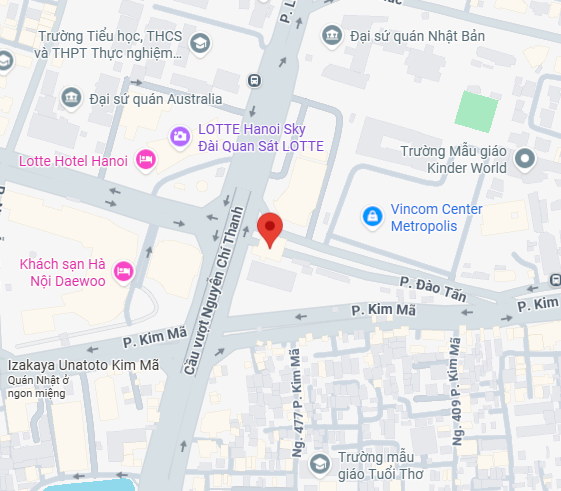 P. L
Trường Tiểu học, THCS
và THPT Thực nghiệm...
Đại sứ quán Nhật Bản
Đại sứ quán Australia
LOTTE Hanoi Sky
Đài Quan Sát LOTTE
Lotte Hotel Hanoi
Trường Mẫu giáo
Kinder World
Vincom Center
Metropolis
Cầu vượt Nguyễn Chí Thanh
Khách sạn Hà
Nội Daewoo
P. Đào Tấn
P. Kim
P. Kim Mã
P. Kim Mã
Izakaya Unatoto Kim Mã
Quán Nhật ở
ngon miệng
Ng. 477 P. Kim Mã
Ng. 409 P. Kim Mã
Trường mẫu
giáo Tuổi Thơ